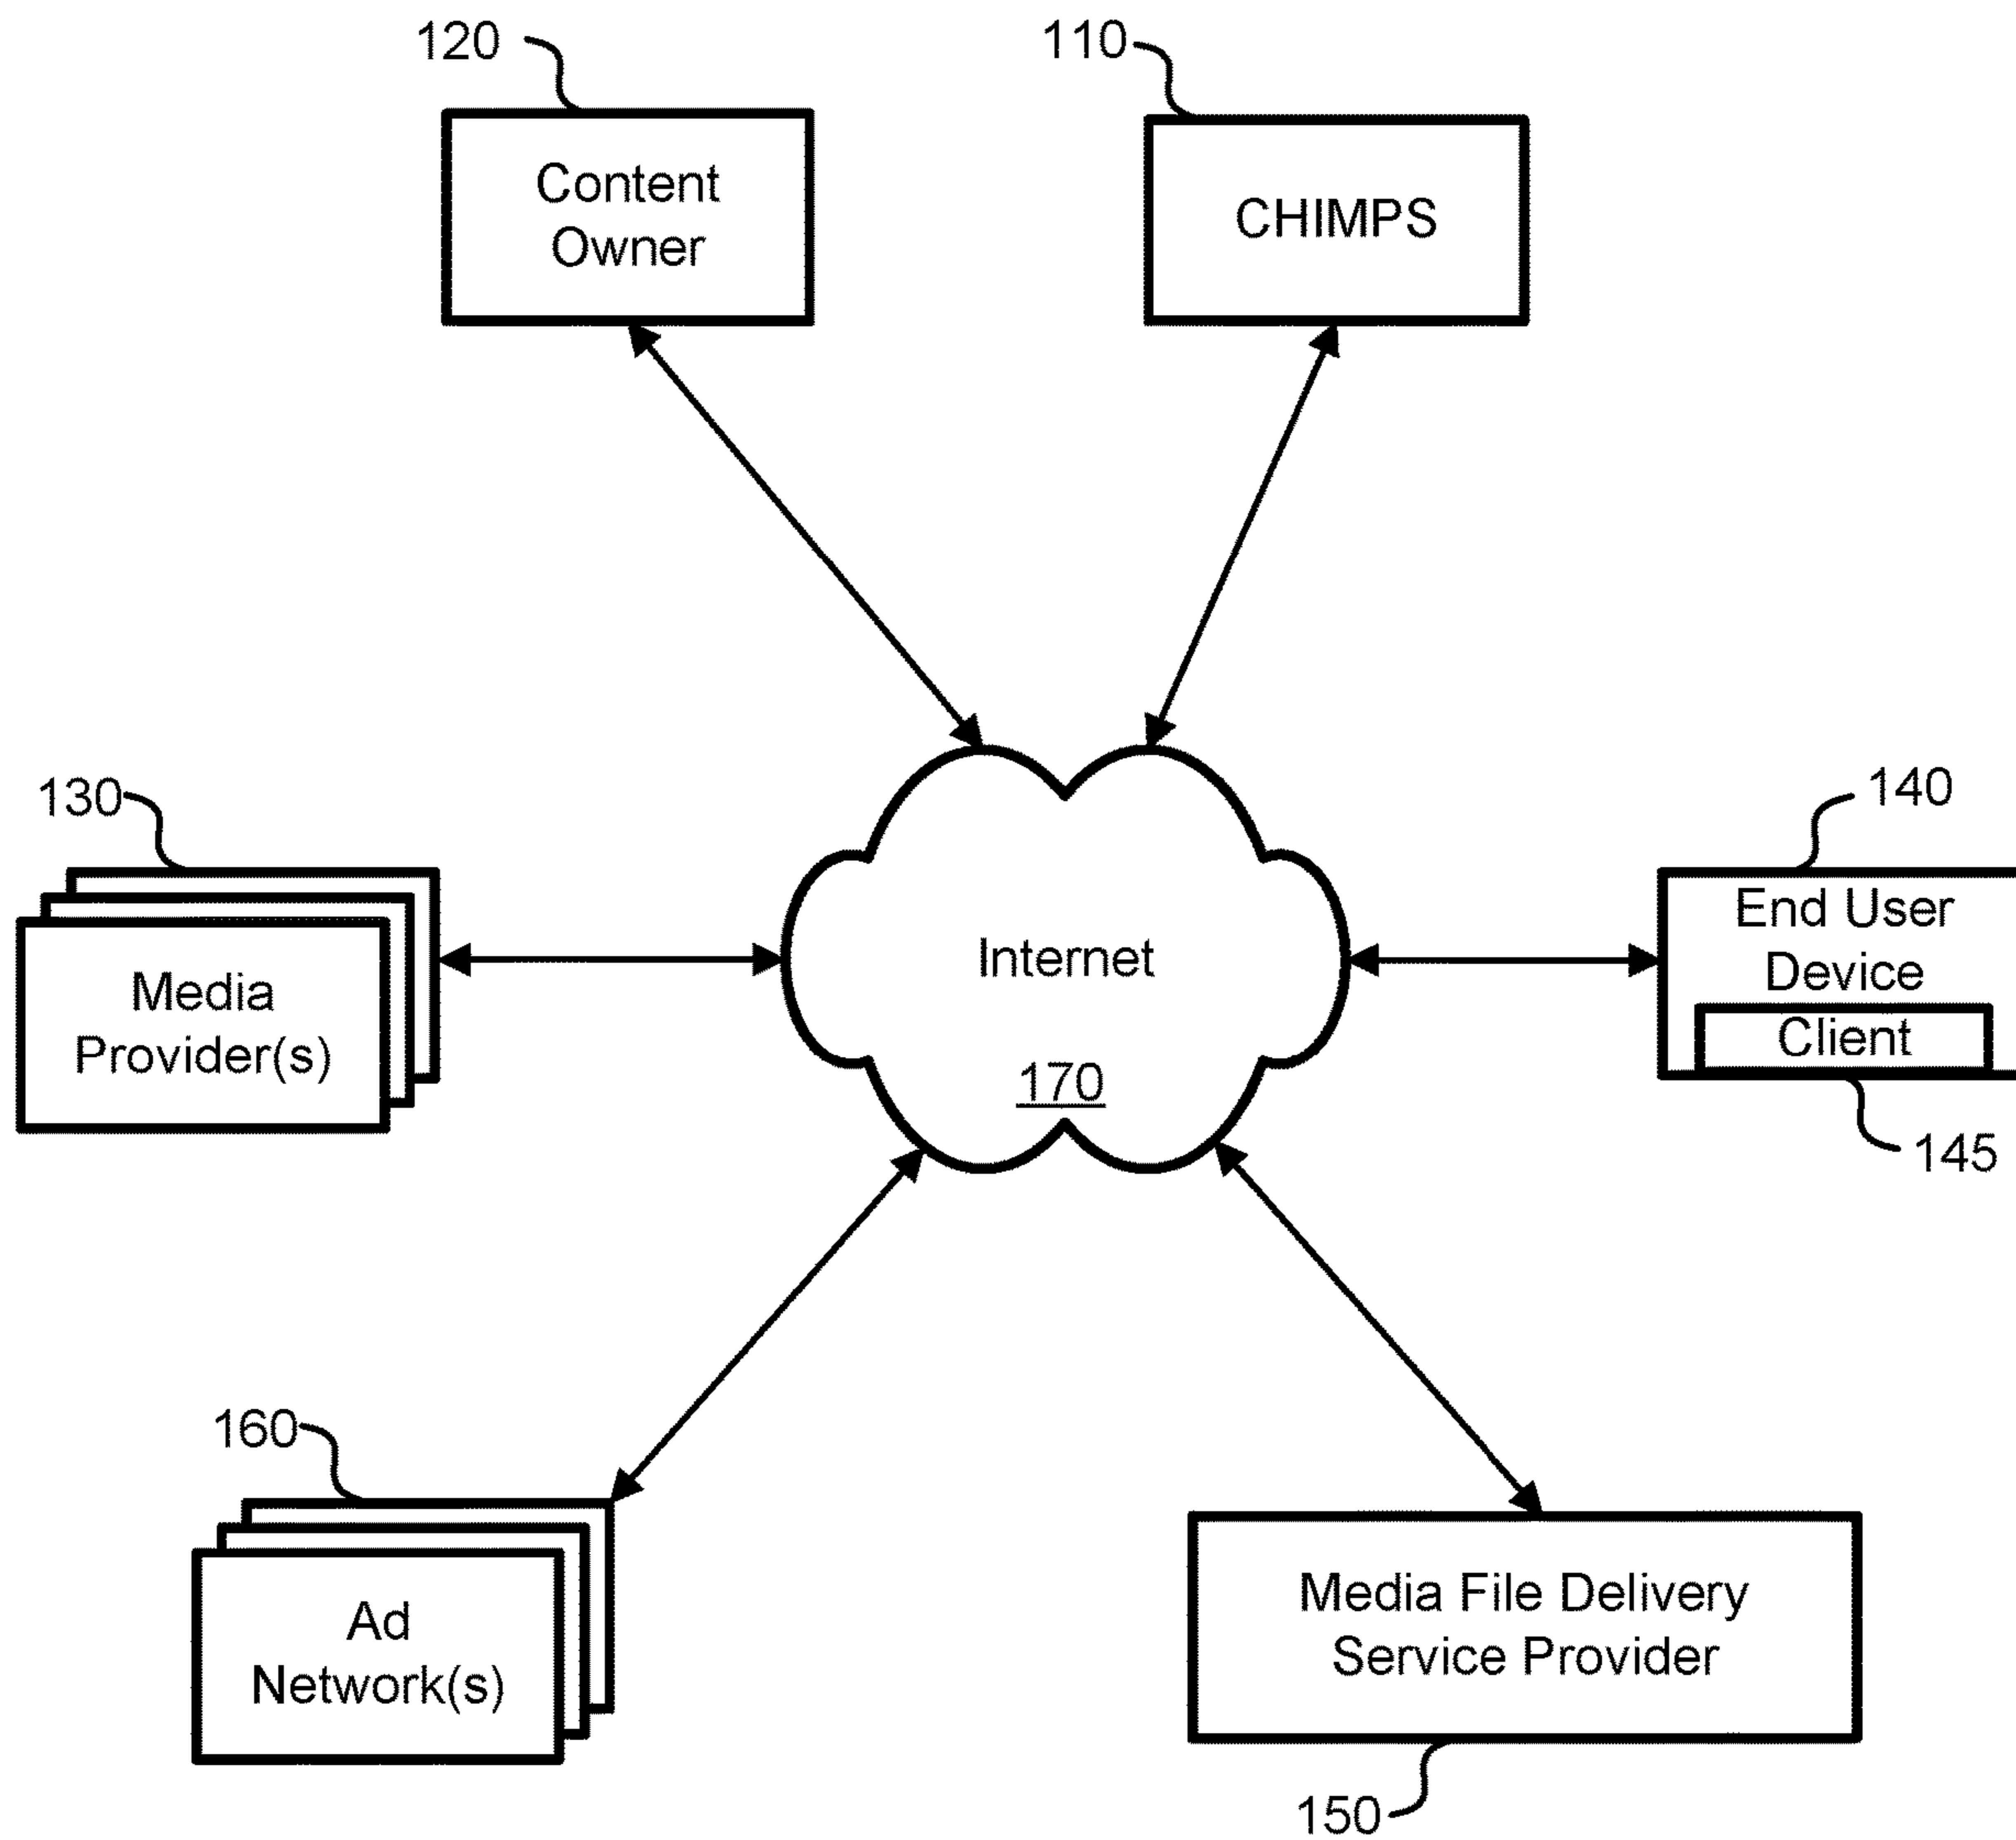 120
110
Content
Owner
CHIMPS
130
140
Media
Provider(s)
Internet
170
End User
Device
Client
145
160
Ad
Network(s)
Media File Delivery
Service Provider
150